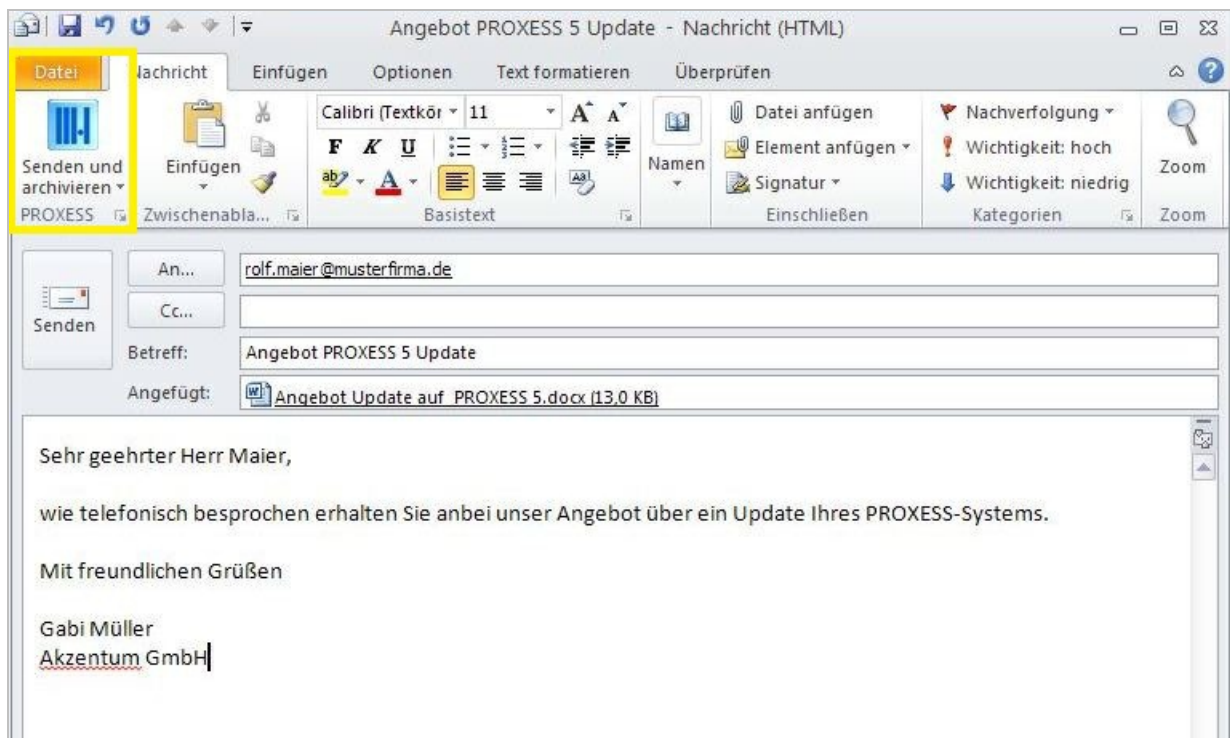 Angebot PROXESS 5 Update - Nachricht (HTML)
Datei Nachricht Einfügen Optionen Text formatieren Überprüfen
Senden und
archivieren
PROXESS
Einfügen
Zwischenabla...
Calibri (Textkör 11 A A
F K U
ab A Aa
Basistext
Namen
Datei anfügen
Element anfügen
Signatur
Einschließen
Nachverfolgung
Wichtigkeit: hoch
Wichtigkeit: niedrig
Kategorien
Zoom
Zoom
Senden
An... rolf.maier@musterfirma.de
Cc...
Betreff: Angebot PROXESS 5 Update
Angefügt: Angebot Update auf PROXESS 5.docx (13,0 KB)
Sehr geehrter Herr Maier,
wie telefonisch besprochen erhalten Sie anbei unser Angebot über ein Update Ihres PROXESS-Systems.
Mit freundlichen Grüßen
Gabi Müller
Akzentum GmbH